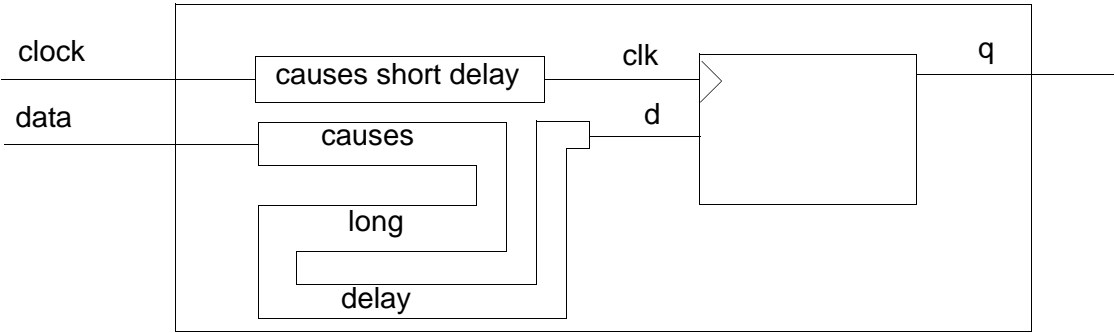 clock
causes short delay
clk
q
data
causes
d
long
delay